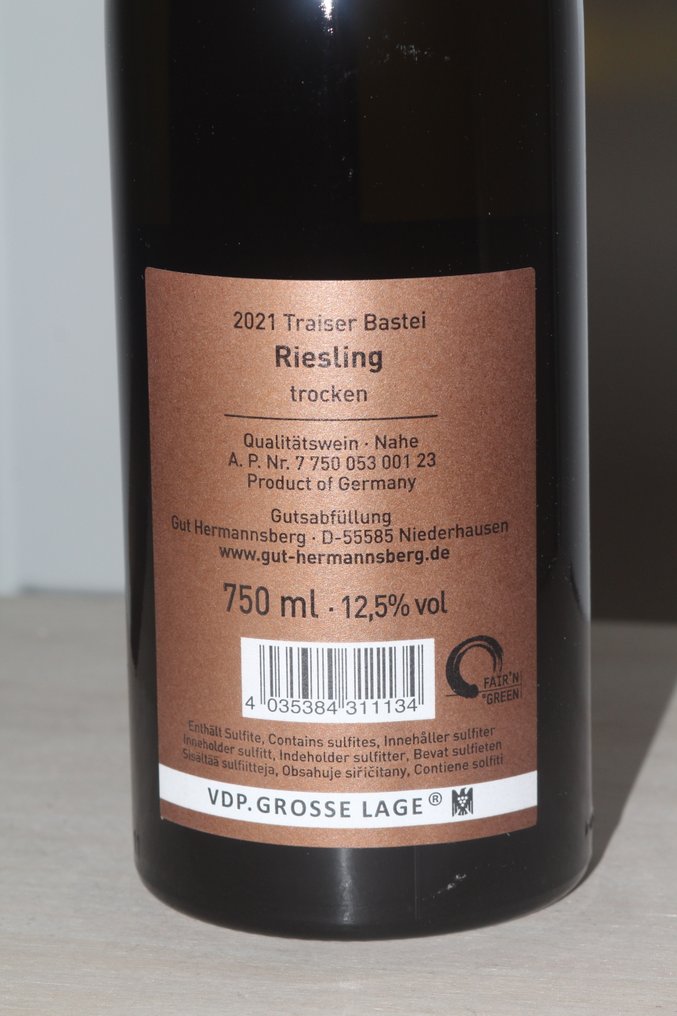 2021 Traiser Bastei
Riesling
trocken
Qualitätswein · Nahe
A. P. Nr. 7 750 053 001 23
Product of Germany
Gutsabfüllung
Gut Hermannsberg · D-55585 Niederhausen
www.gut-hermannsberg.de
750 ml · 12,5% vol
4 035384 311134
FAIR'N
GREEN
Enthält Sulfite, Contains sulfites, Innehåller sulfiter
Inneholder sulfitt, Indeholder sulfitter, Bevat sulfieten
Sisältää sulfiitteja, Obsahuje siřičitany, Contiene solfiti
VDP.GROSSE LAGE®